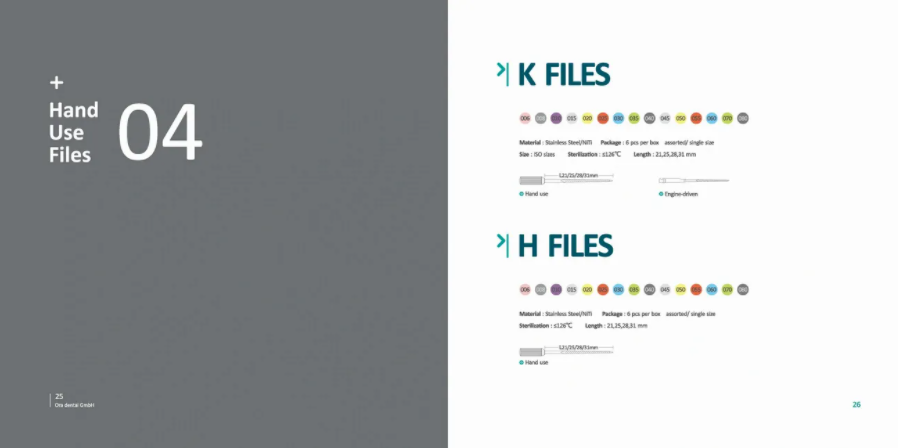 +
Hand
Use
Files
04
25
Ora dental GmbH
K FILES
006 008 010 015 020 025 030 035 040 045 050 055 060 070 080
Material : Stainless Steel/NiTi Package : 6 pcs per box assorted/ single size
Size : ISO sizes Sterilization : ≤126℃ Length : 21,25,28,31 mm
L21/25/28/31mm
Hand use
Engine-driven
H FILES
006 008 010 015 020 025 030 035 040 045 050 055 060 070 080
Material : Stainless Steel/NiTi Package : 6 pcs per box assorted/ single size
Sterilization : ≤126℃ Length : 21,25,28,31 mm
L21/25/28/31mm
Hand use
26